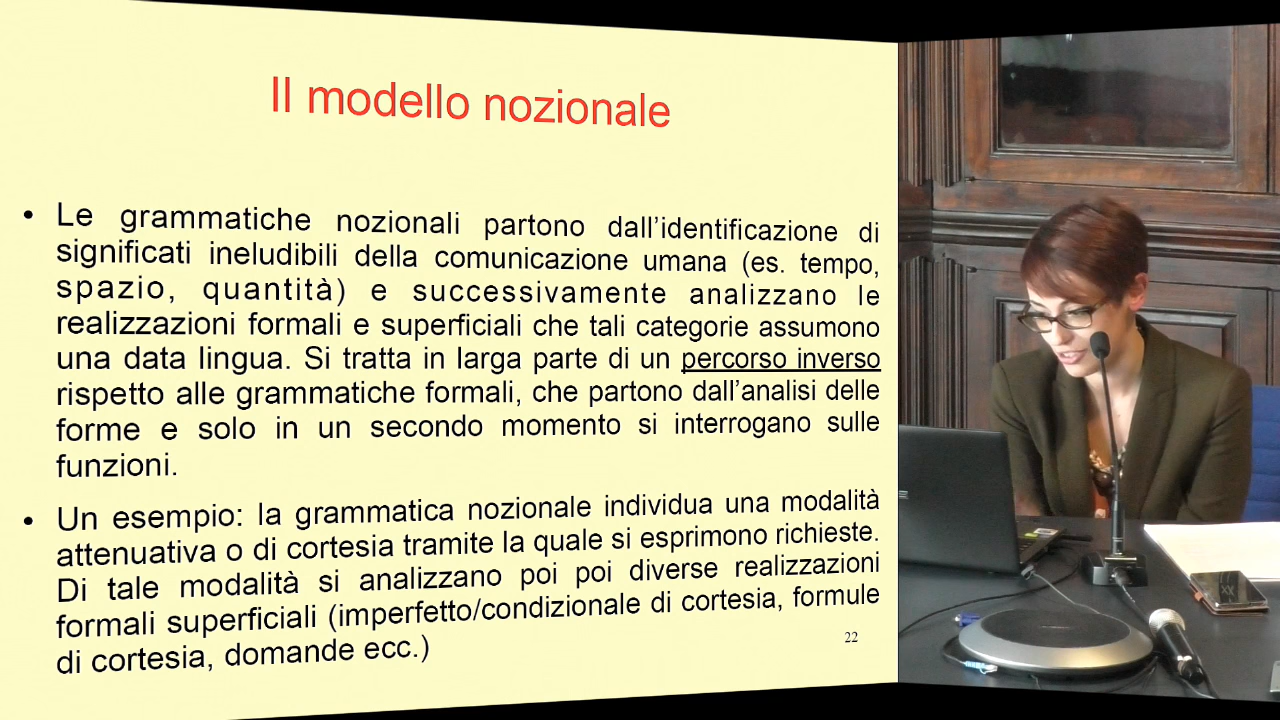 Il modello nozionale
• Le grammatiche nozionali partono dall’identificazione di
significati ineludibili della comunicazione umana (es. tempo,
spazio, quantità) e successivamente analizzano le
realizzazioni formali e superficiali che tali categorie assumono
una data lingua. Si tratta in larga parte di un percorso inverso
rispetto alle grammatiche formali, che partono dall’analisi delle
forme e solo in un secondo momento si interrogano sulle
funzioni.
• Un esempio: la grammatica nozionale individua una modalità
attenuativa o di cortesia tramite la quale si esprimono richieste.
Di tale modalità si analizzano poi poi diverse realizzazioni
formali superficiali (imperfetto/condizionale di cortesia, formule
di cortesia, domande ecc.)
22